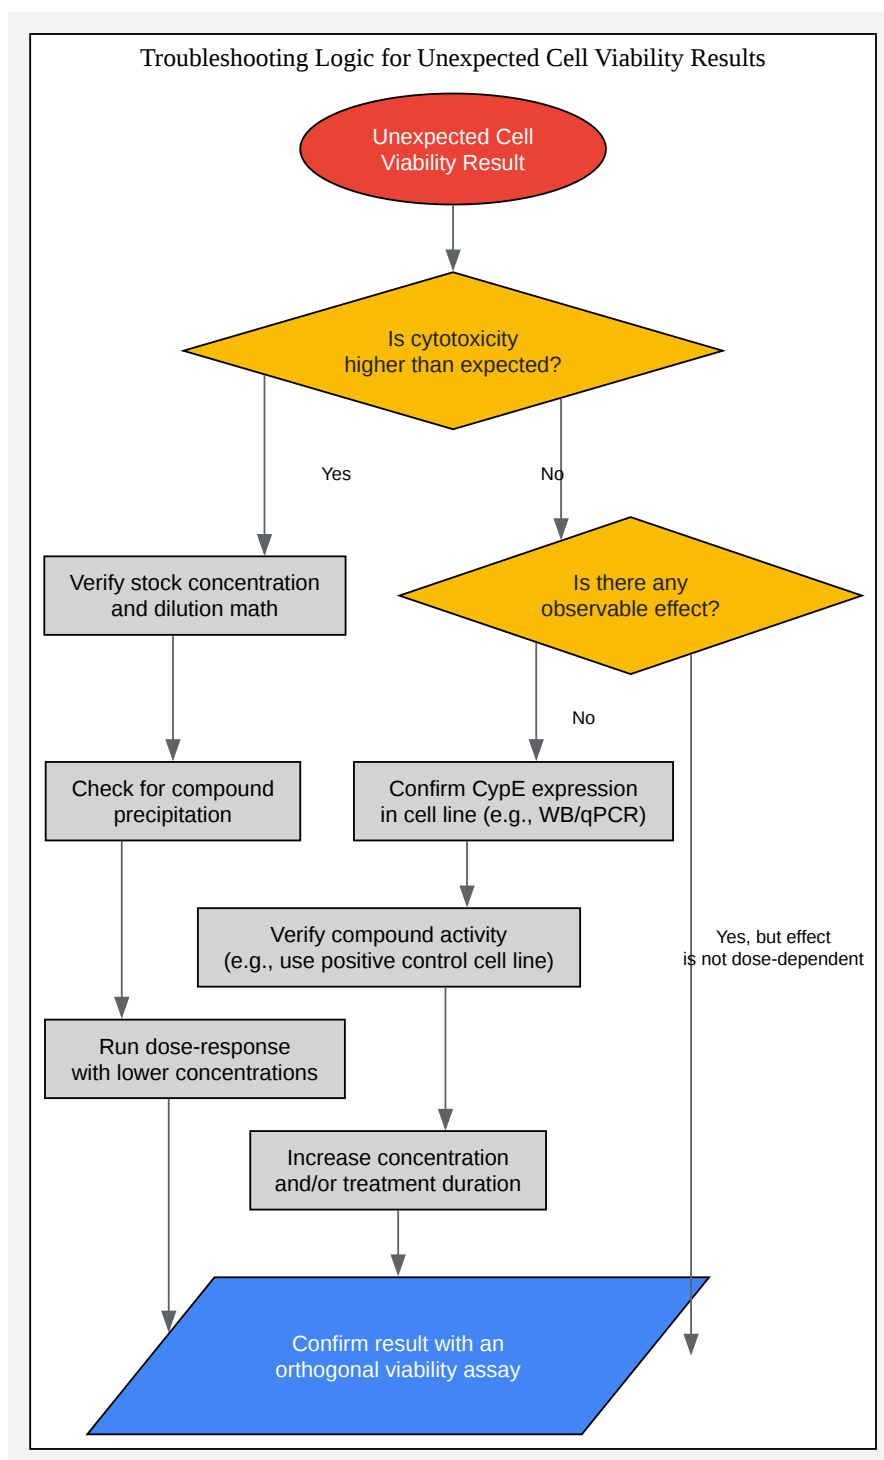 Troubleshooting Logic for Unexpected Cell Viability Results
Unexpected Cell
Viability Result
Is cytotoxicity
higher than expected?
Yes
No
Verify stock concentration
and dilution math
Is there any
observable effect?
No
Check for compound
precipitation
Confirm CypE expression
in cell line (e.g., WB/qPCR)
Verify compound activity
(e.g., use positive control cell line)
Yes, but effect
is not dose-dependent
Run dose-response
with lower concentrations
Increase concentration
and/or treatment duration
Confirm result with an
orthogonal viability assay